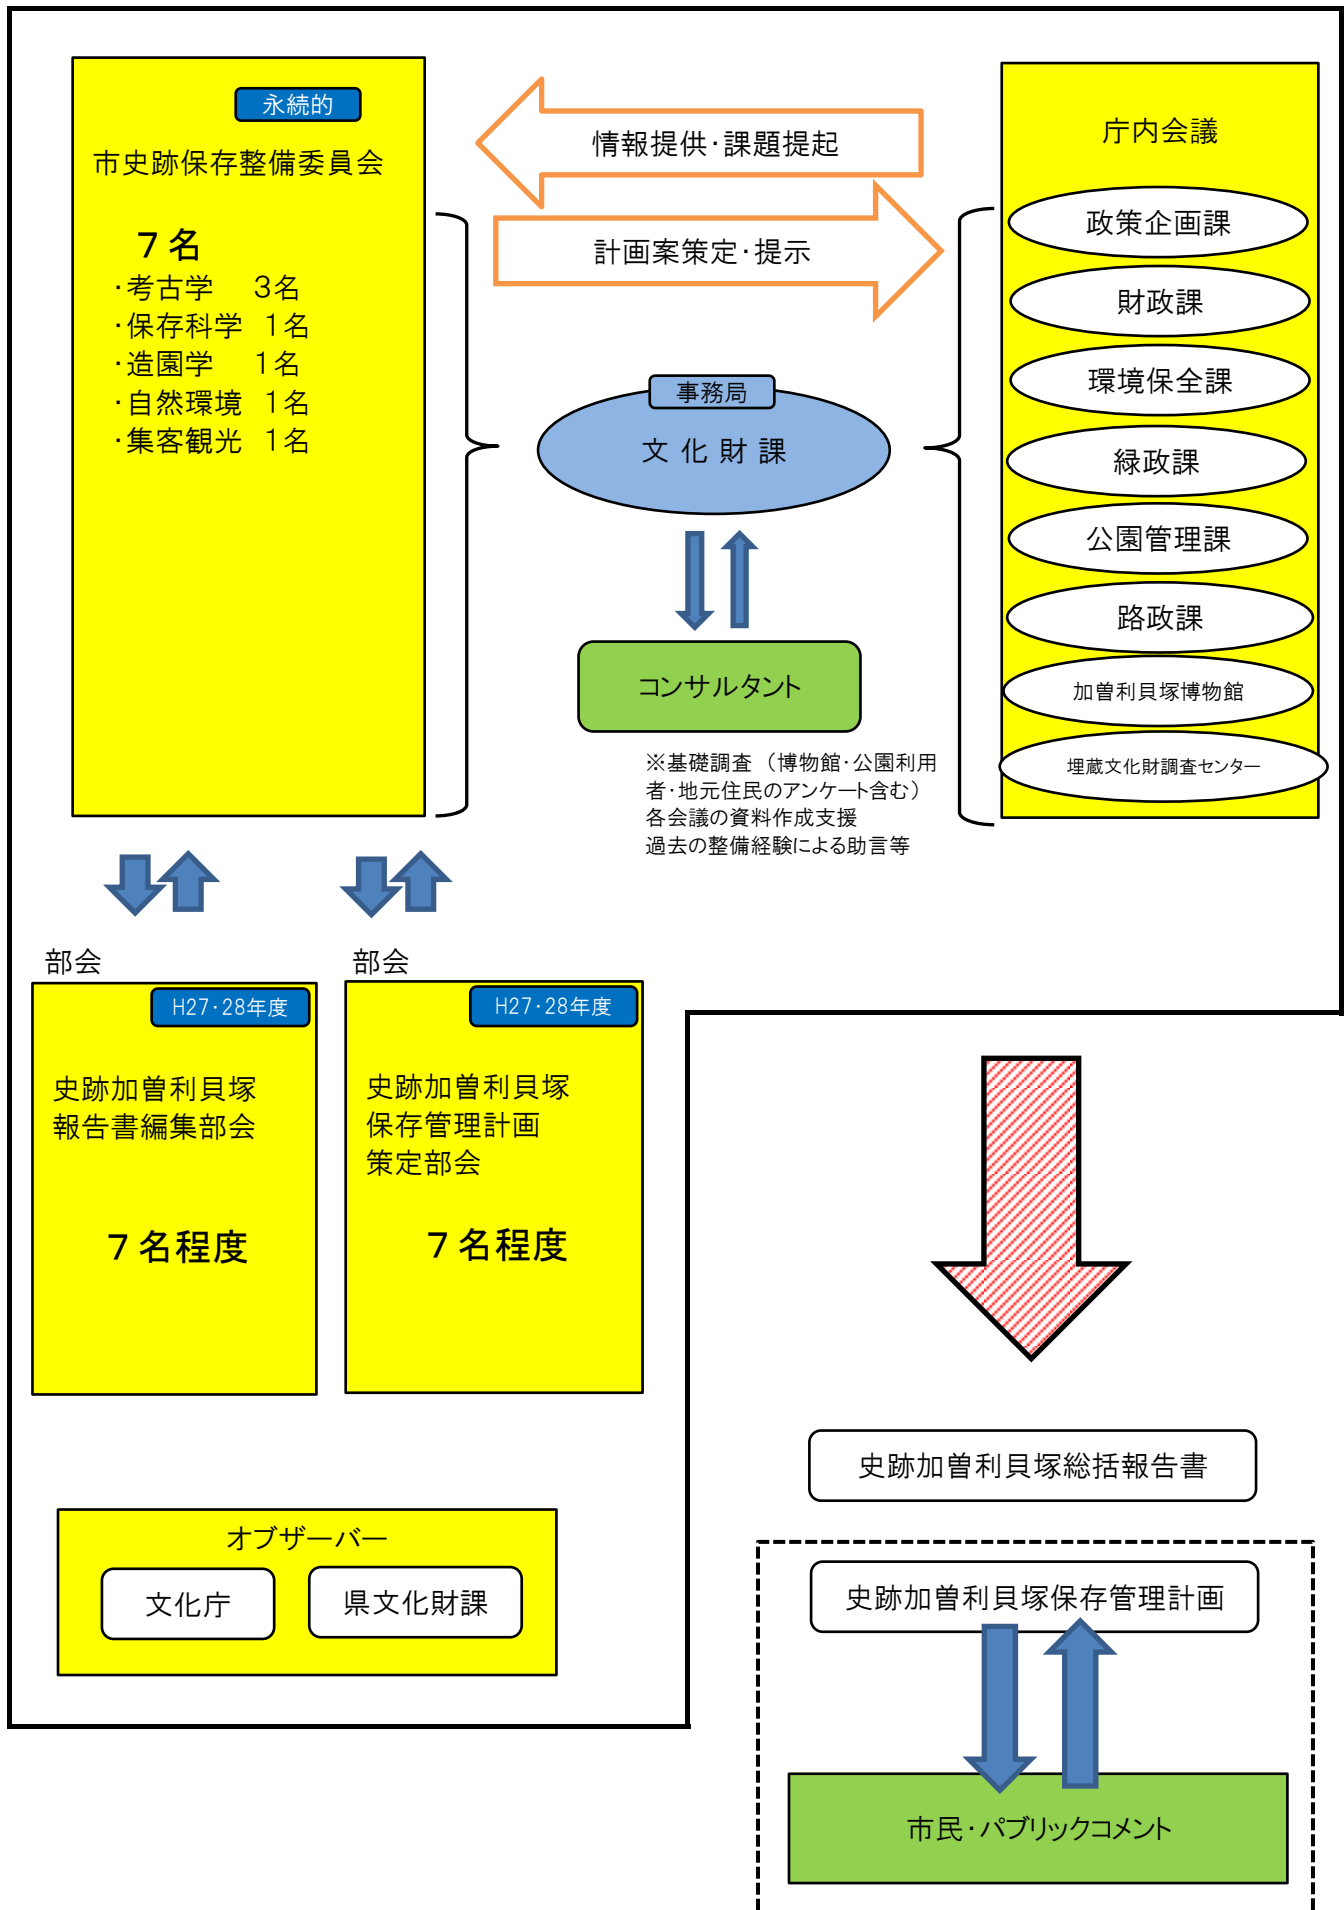 永続的
市史跡保存整備委員会
７名
・考古学　３名
・保存科学　１名
・造園学　１名
・自然環境　１名
・集客観光　１名
情報提供・課題提起
計画案策定・提示
事務局
文化財課
コンサルタント
※基礎調査（博物館・公園利用
者・地元住民のアンケート含む）
各会議の資料作成支援
過去の整備経験による助言等
庁内会議
政策企画課
財政課
環境保全課
緑政課
公園管理課
路政課
加曽利貝塚博物館
埋蔵文化財調査センター
部会
H27・28年度
史跡加曽利貝塚
報告書編集部会
７名程度
部会
H27・28年度
史跡加曽利貝塚
保存管理計画
策定部会
７名程度
オブザーバー
文化庁
県文化財課
史跡加曽利貝塚総括報告書
史跡加曽利貝塚保存管理計画
市民・パブリックコメント